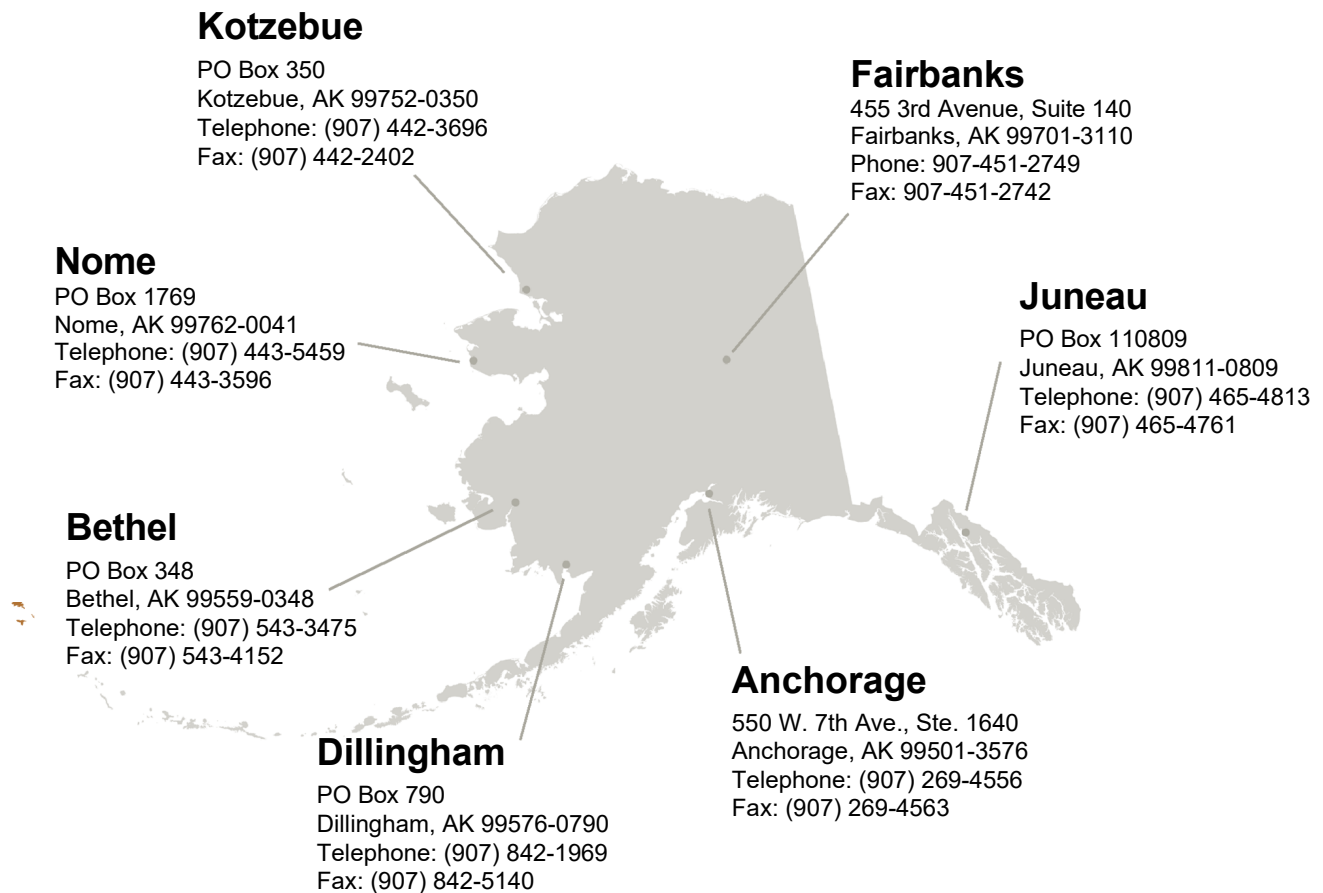 Kotzebue
PO Box 350
Kotzebue, AK 99752-0350
Telephone: (907) 442-3696
Fax: (907) 442-2402
Fairbanks
455 3rd Avenue, Suite 140
Fairbanks, AK 99701-3110
Phone: 907-451-2749
Fax: 907-451-2742
Nome
PO Box 1769
Nome, AK 99762-0041
Telephone: (907) 443-5459
Fax: (907) 443-3596
Juneau
PO Box 110809
Juneau, AK 99811-0809
Telephone: (907) 465-4813
Fax: (907) 465-4761
Bethel
PO Box 348
Bethel, AK 99559-0348
Telephone: (907) 543-3475
Fax: (907) 543-4152
Anchorage
550 W. 7th Ave., Ste. 1640
Anchorage, AK 99501-3576
Telephone: (907) 269-4556
Fax: (907) 269-4563
Dillingham
PO Box 790
Dillingham, AK 99576-0790
Telephone: (907) 842-1969
Fax: (907) 842-5140